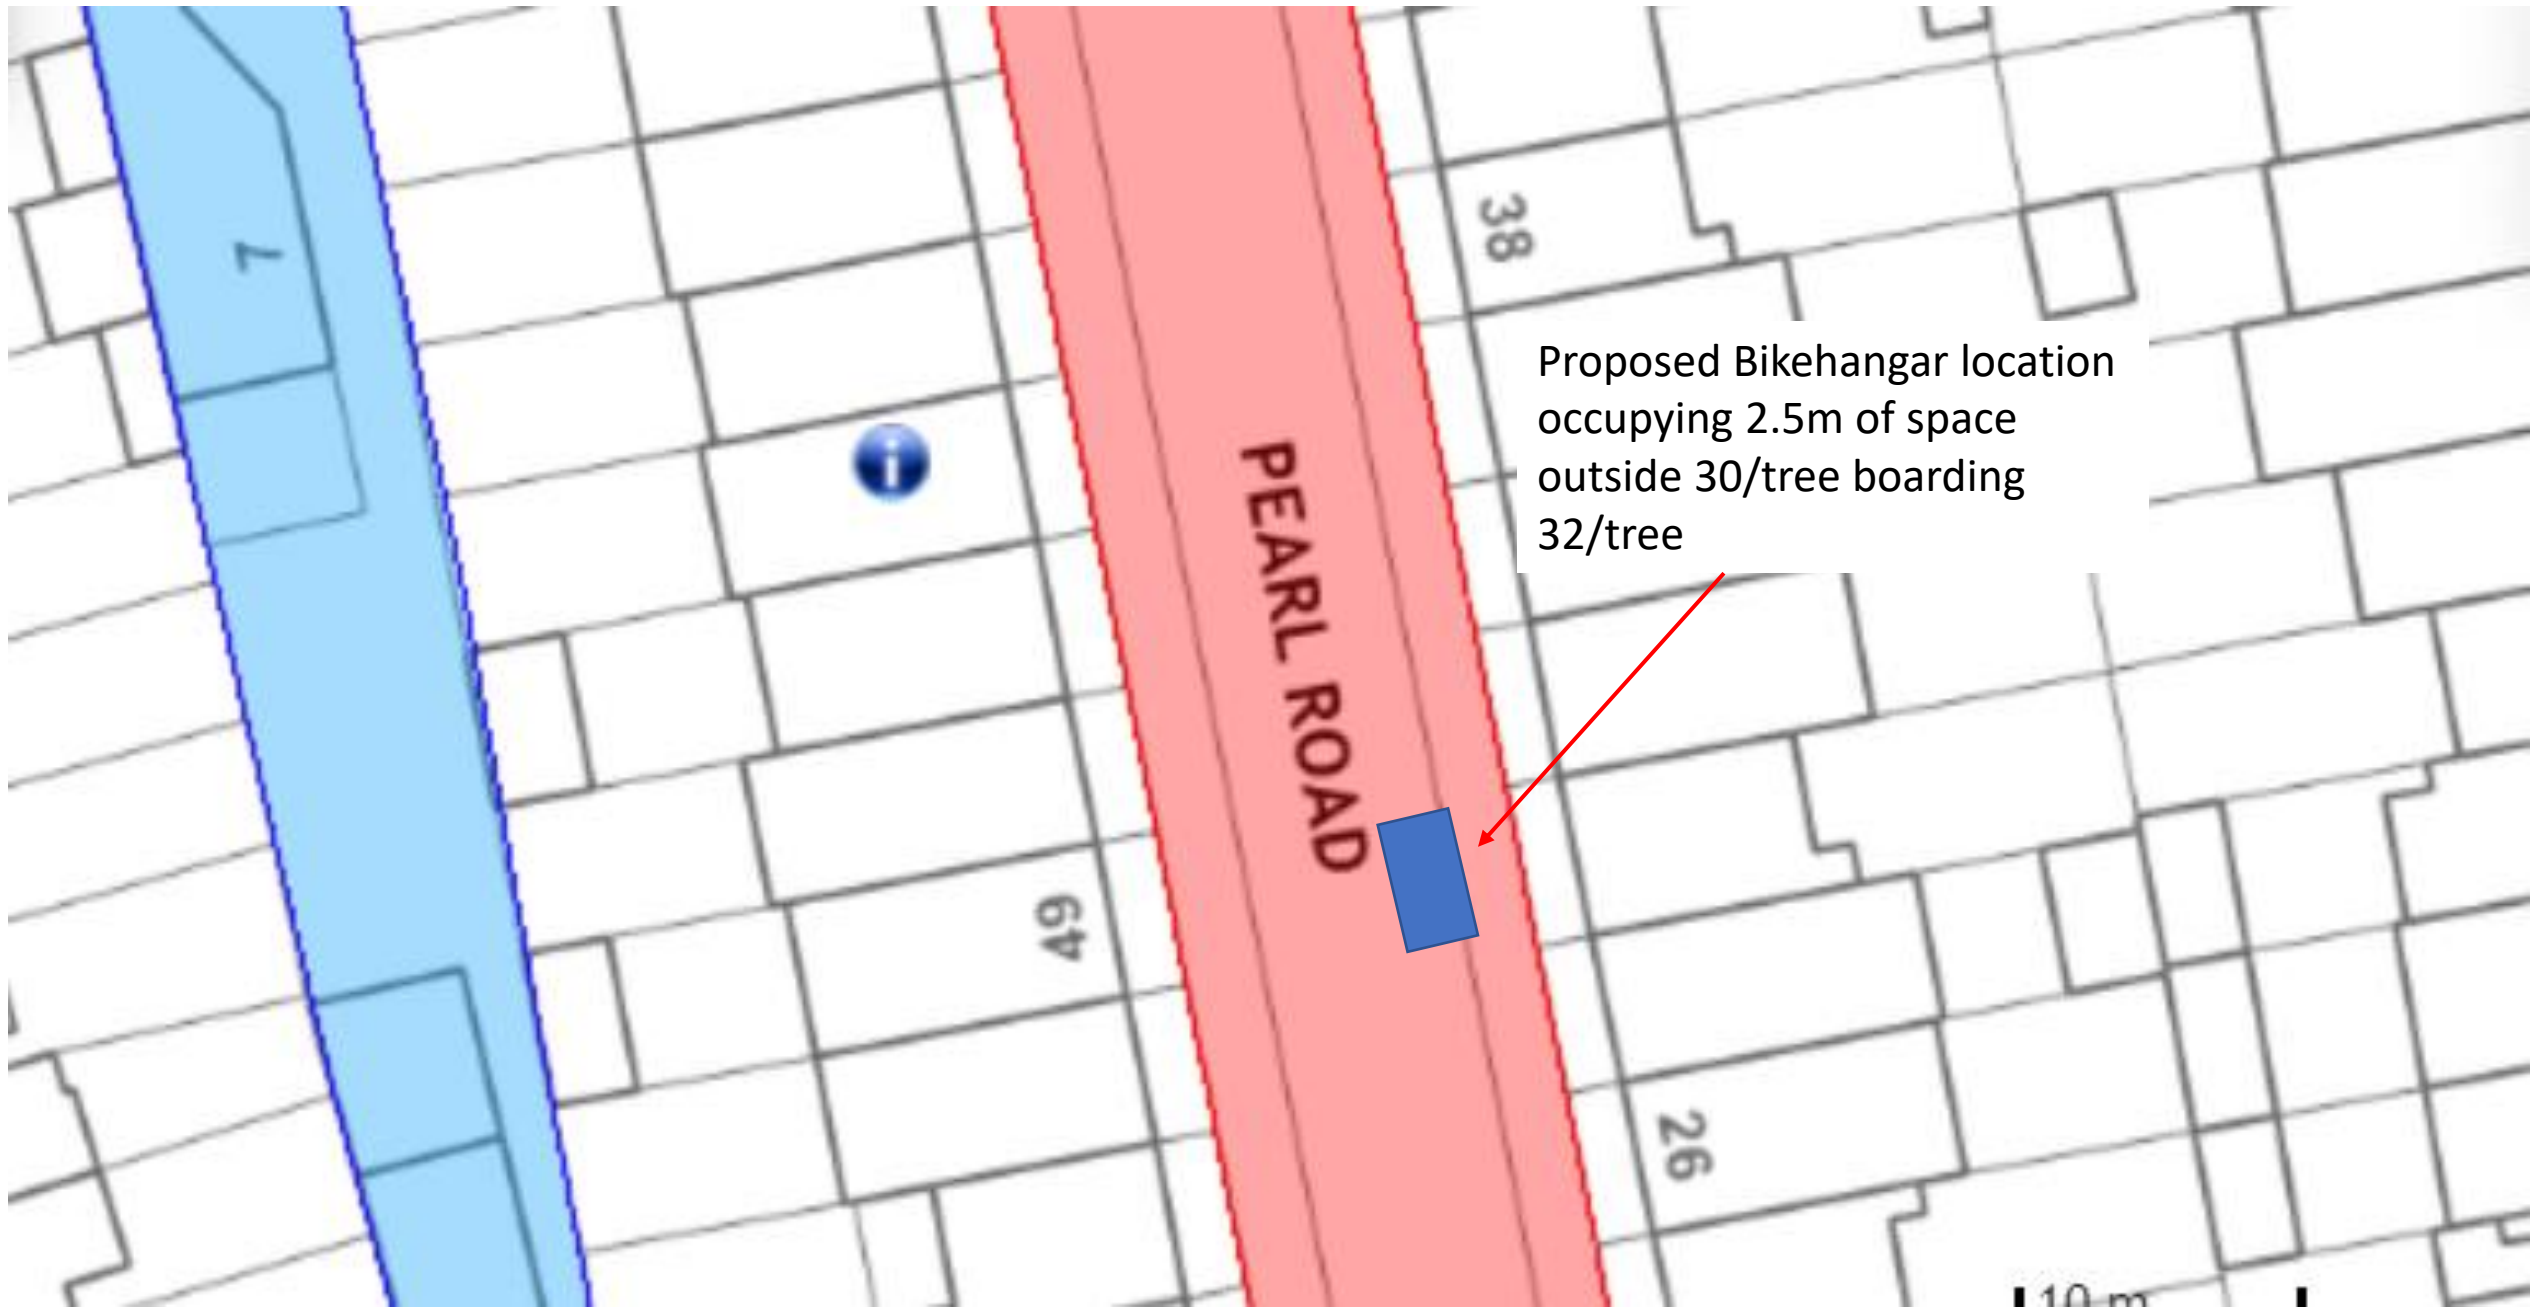 7
38
Proposed Bikehangar location
occupying 2.5m of space
outside 30/tree boarding
32/tree
i
PEARL ROAD
49
26
10 m